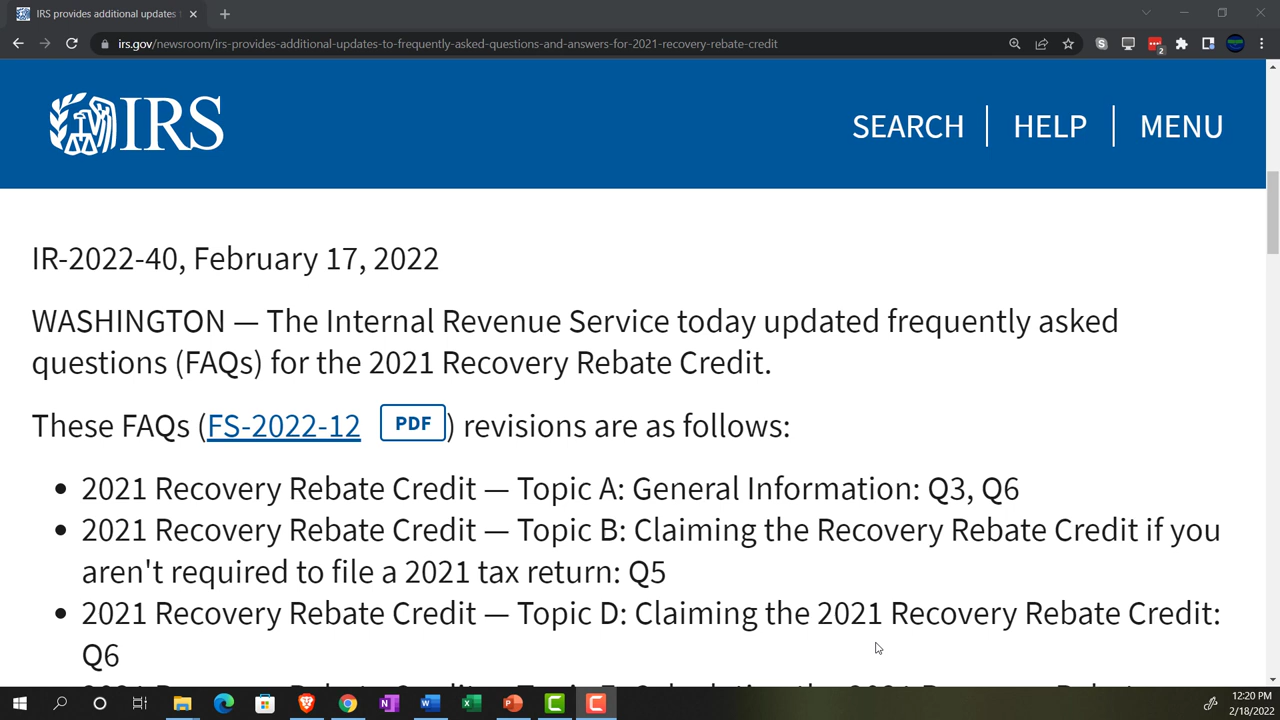 IRS provides additional updates t
irs.gov/newsroom/irs-provides-additional-updates-to-frequently-asked-questions-and-answers-for-2021-recovery-rebate-credit
2
IRS
SEARCH
HELP
MENU
IR-2022-40, February 17, 2022
WASHINGTON — The Internal Revenue Service today updated frequently asked
questions (FAQs) for the 2021 Recovery Rebate Credit.
These FAQs (FS-2022-12 PDF) revisions are as follows:
• 2021 Recovery Rebate Credit — Topic A: General Information: Q3, Q6
• 2021 Recovery Rebate Credit — Topic B: Claiming the Recovery Rebate Credit if you
aren't required to file a 2021 tax return: Q5
• 2021 Recovery Rebate Credit — Topic D: Claiming the 2021 Recovery Rebate Credit:
Q6
12:20 PM
2/18/2022